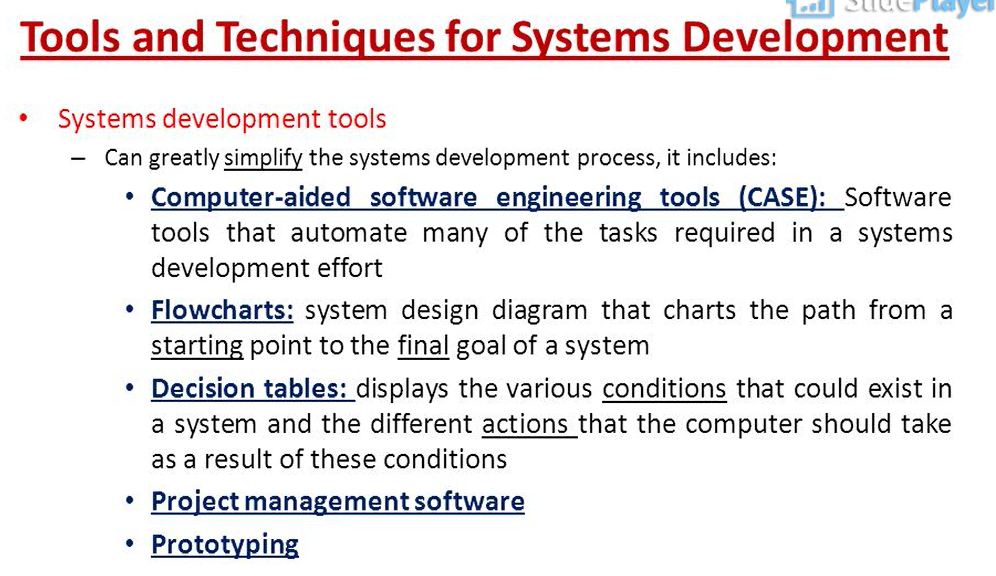 SlidePlayer
Tools and Techniques for Systems Development
• Systems development tools
– Can greatly simplify the systems development process, it includes:
• Computer-aided software engineering tools (CASE): Software
tools that automate many of the tasks required in a systems
development effort
• Flowcharts: system design diagram that charts the path from a
starting point to the final goal of a system
• Decision tables: displays the various conditions that could exist in
a system and the different actions that the computer should take
as a result of these conditions
• Project management software
• Prototyping